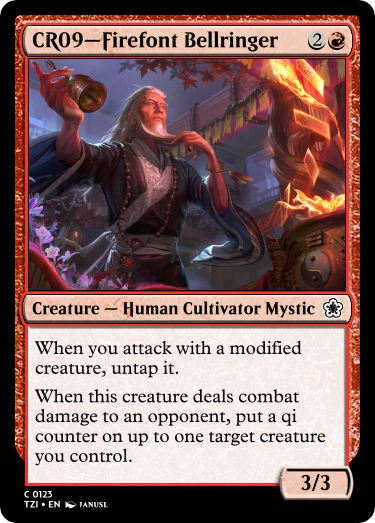 CR09—Firefont Bellringer 2
Creature — Human Cultivator Mystic
When you attack with a modified
creature, untap it.
When this creature deals combat
damage to an opponent, put a qi
counter on up to one target creature
you control.
3/3
C 0123
TZI • EN JANUSL